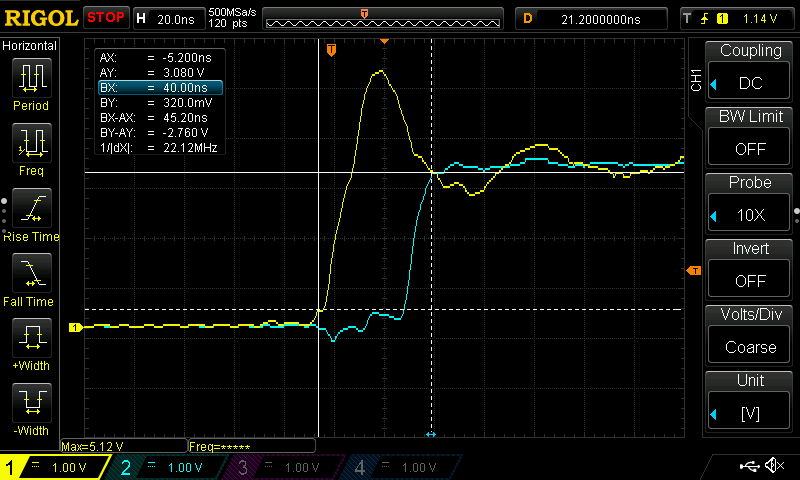 RIGOL STOP H 20.0ns 500MSa/s 120 pts T D 21.2000000ns T 1 1.14 V
Horizontal
Period
Freq
Rise Time
Fall Time
+Width
-Width
AX: = -5.200ns
AY: = 3.080 V
BX: = 40.00ns
BY: = 320.0mV
BX-AX: = 45.20ns
BY-AY: = -2.760 V
1/|dX|: = 22.12MHz
T
1
T
Max=5.12 V Freq=*****
CH1
Coupling
DC
BW Limit
OFF
Probe
10X
Invert
OFF
Volts/Div
Coarse
Unit
[V]
1 = 1.00 V 2 = 1.00 V 3 = 1.00 V 4 = 1.00 V